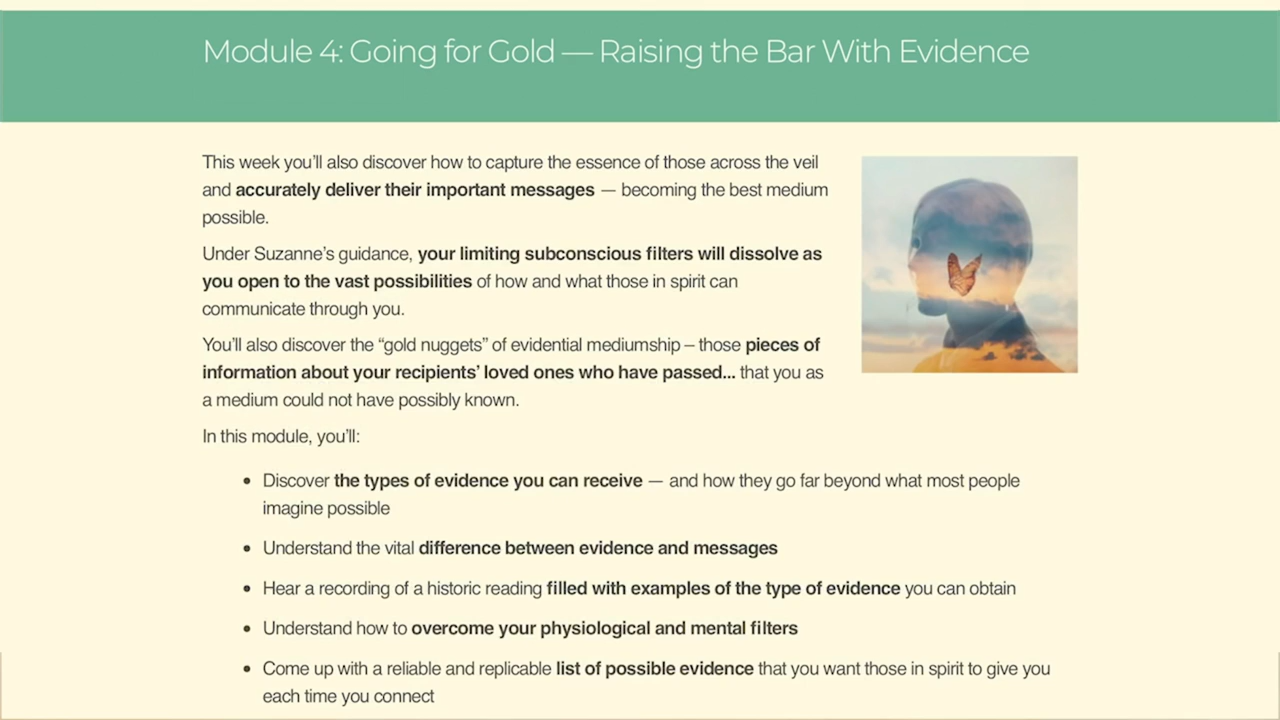 Module 4: Going for Gold — Raising the Bar With Evidence
This week you’ll also discover how to capture the essence of those across the veil
and accurately deliver their important messages — becoming the best medium
possible.
Under Suzanne’s guidance, your limiting subconscious filters will dissolve as
you open to the vast possibilities of how and what those in spirit can
communicate through you.
You’ll also discover the “gold nuggets” of evidential mediumship – those pieces of
information about your recipients’ loved ones who have passed... that you as
a medium could not have possibly known.
In this module, you’ll:
• Discover the types of evidence you can receive — and how they go far beyond what most people
imagine possible
• Understand the vital difference between evidence and messages
• Hear a recording of a historic reading filled with examples of the type of evidence you can obtain
• Understand how to overcome your physiological and mental filters
• Come up with a reliable and replicable list of possible evidence that you want those in spirit to give you
each time you connect